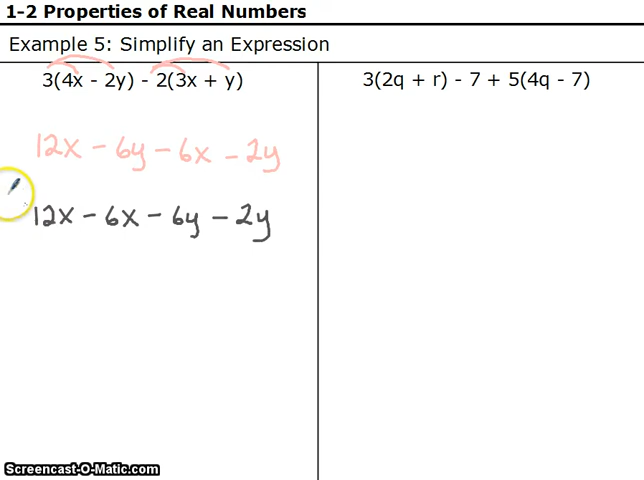 1-2 Properties of Real Numbers
Example 5: Simplify an Expression
3(4x - 2y) - 2(3x + y)
12x - 6y - 6x - 2y
12x - 6x - 6y - 2y
3(2q + r) - 7 + 5(4q - 7)
Screencast-O-Matic.com